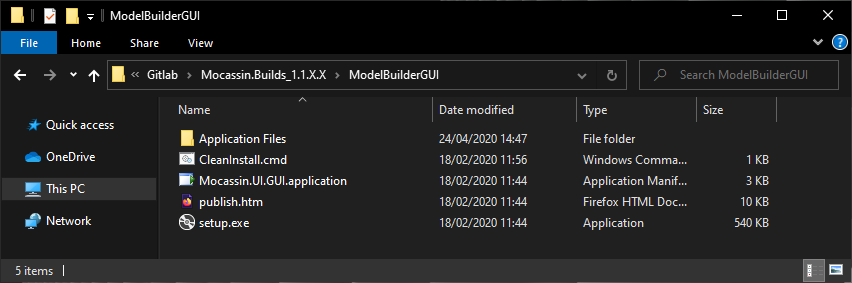 ModelBuilderGUI
File Home Share View
Gitlab Mocassin.Builds_1.1.X.X ModelBuilderGUI Search ModelBuilderGUI
Name Date modified Type Size
Quick access
OneDrive
This PC
Network
Application Files 24/04/2020 14:47 File folder
CleanInstall.cmd 18/02/2020 11:56 Windows Comma... 1 KB
Mocassin.UI.GUI.application 18/02/2020 11:44 Application Manif... 3 KB
publish.htm 18/02/2020 11:44 Firefox HTML Doc... 10 KB
setup.exe 18/02/2020 11:44 Application 540 KB
5 items